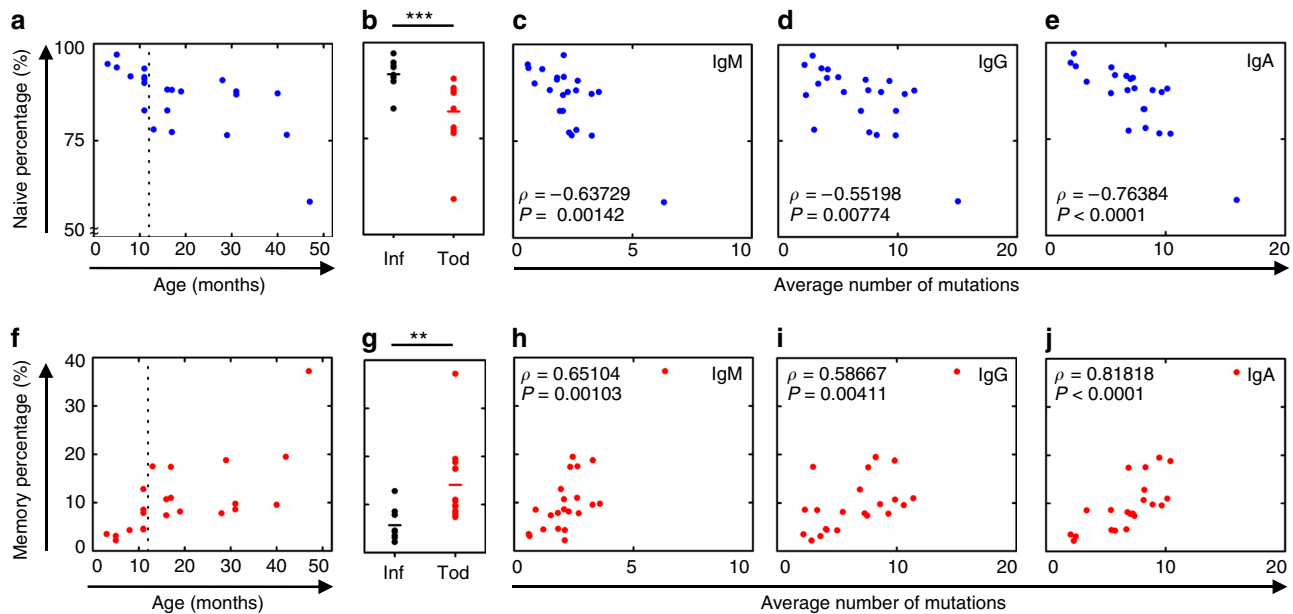 a
b
c
d
e
***
Naive percentage (%)
100
75
50
≈
0
10
20
30
40
50
Age (months)
Inf
Tod
IgM
ρ = −0.63729
P = 0.00142
0
5
10
IgG
ρ = −0.55198
P = 0.00774
0
10
20
IgA
ρ = −0.76384
P < 0.0001
0
10
20
Average number of mutations
f
g
h
i
j
**
Memory percentage (%)
40
30
20
10
0
0
10
20
30
40
50
Age (months)
Inf
Tod
ρ = 0.65104
P = 0.00103
IgM
0
5
10
ρ = 0.58667
P = 0.00411
IgG
0
10
20
ρ = 0.81818
P < 0.0001
IgA
0
10
20
Average number of mutations